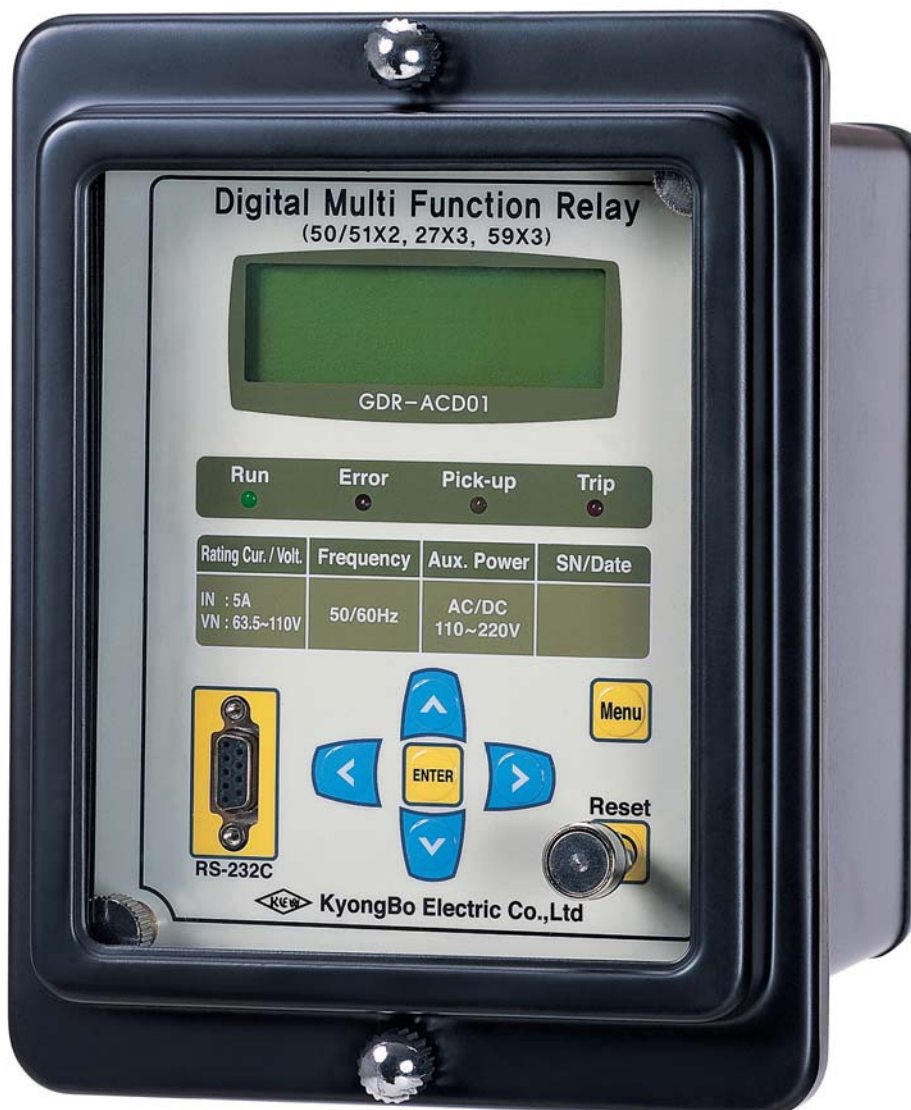 Digital Multi Function Relay
(50/51X2, 27X3, 59X3)
GDR-ACD01
Run Error Pick-up Trip
Rating Cur. / Volt. Frequency Aux. Power SN/Date
IN : 5A
VN : 63.5~110V
50/60Hz
AC/DC
110~220V
Menu
ENTER
Reset
RS-232C
KyongBo Electric Co.,Ltd